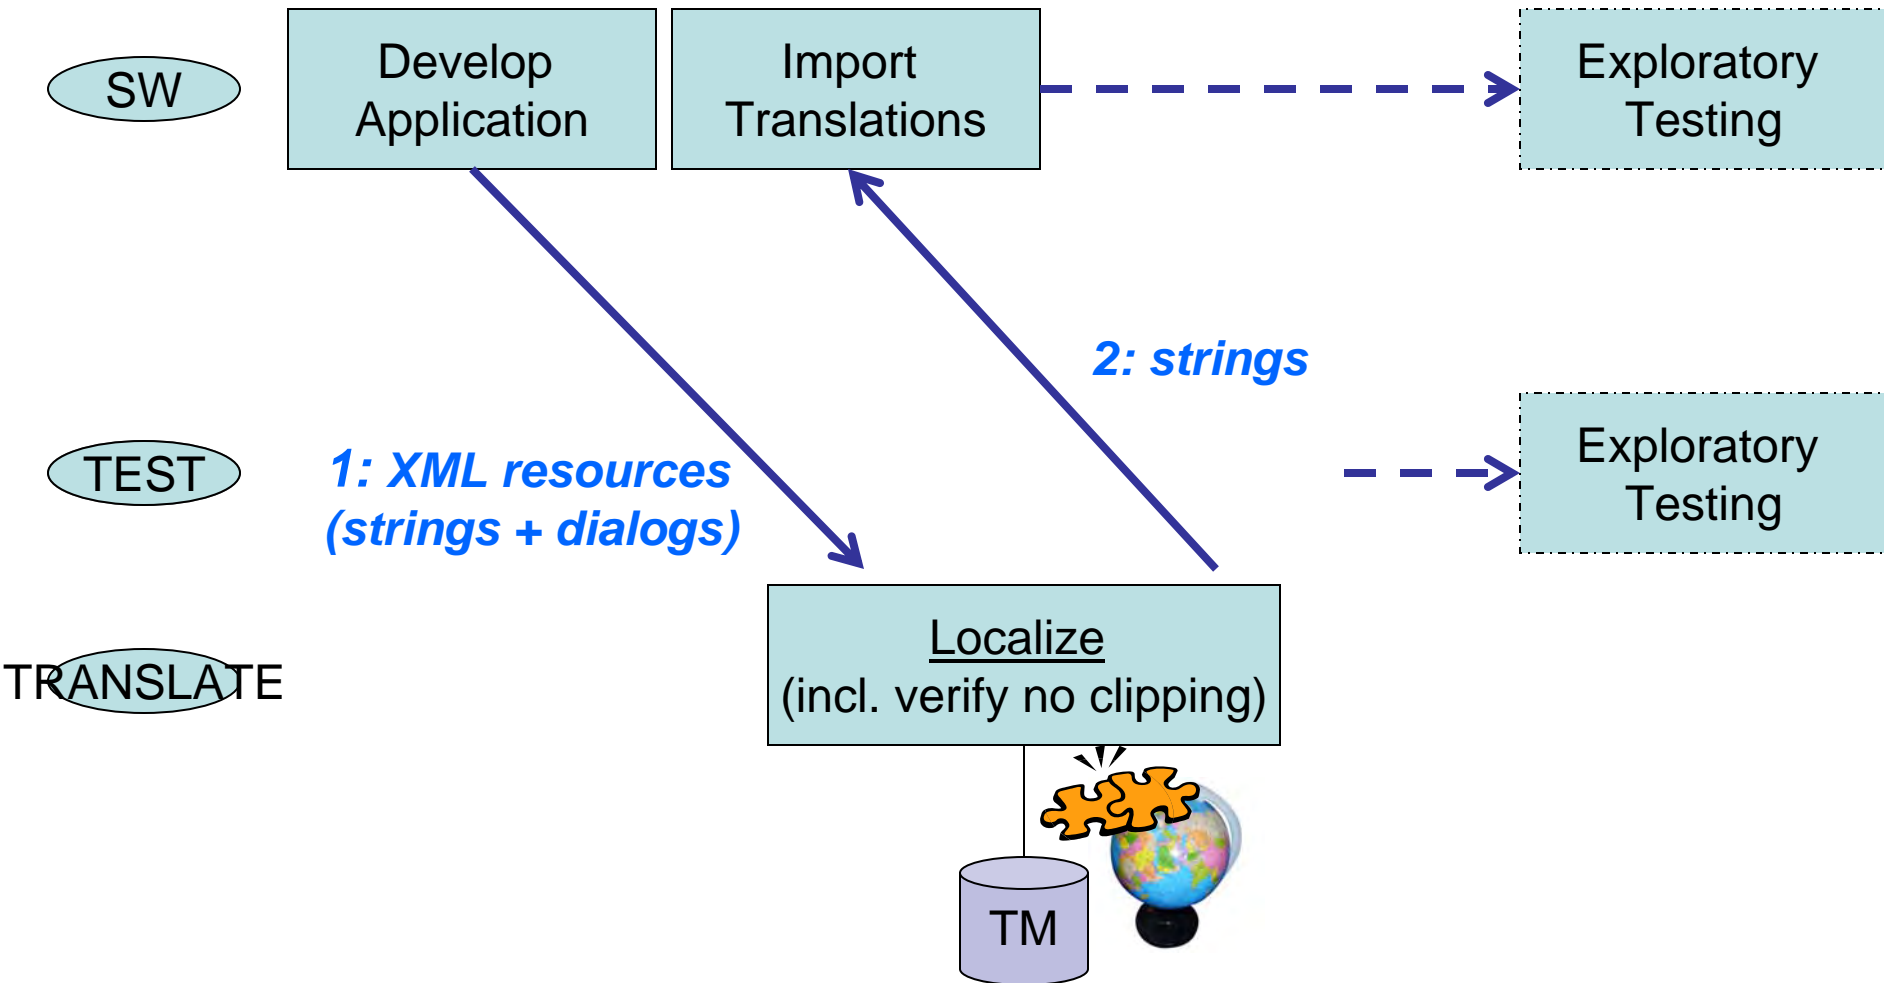 SW
Develop
Application
Import
Translations
Exploratory
Testing
2: strings
TEST
1: XML resources
(strings + dialogs)
Exploratory
Testing
TRANSLATE
Localize
(incl. verify no clipping)
TM